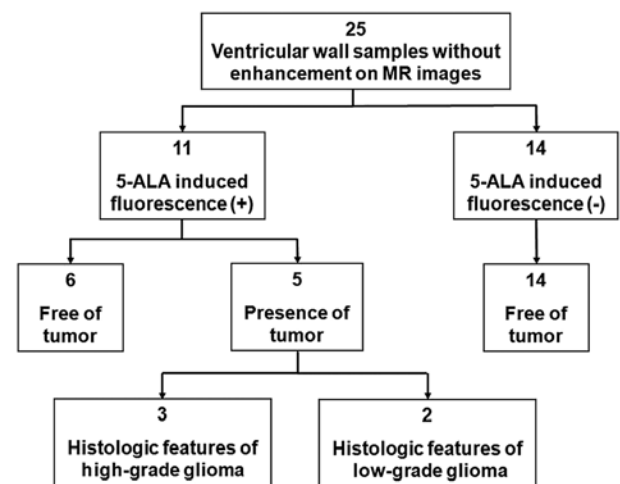 25
Ventricular wall samples without
enhancement on MR images
11
5-ALA induced
fluorescence (+)
14
5-ALA induced
fluorescence (-)
6
Free of
tumor
5
Presence of
tumor
14
Free of
tumor
3
Histologic features of
high-grade glioma
2
Histologic features of
low-grade glioma